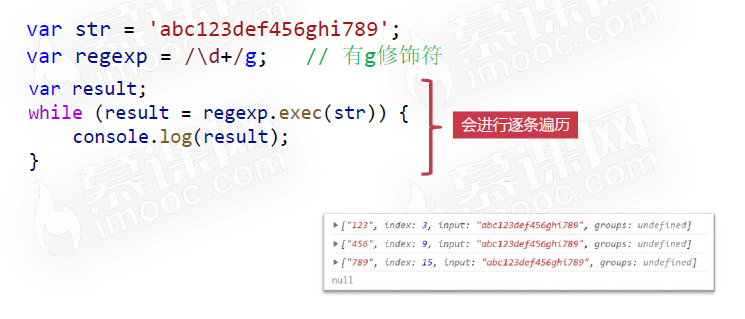 var str = 'abc123def456ghi789';
var regexp = /\d+/g;   // 有g修饰符
var result;
while (result = regexp.exec(str)) {
    console.log(result);
}
会进行逐条遍历
▶ ["123", index: 3, input: "abc123def456ghi789", groups: undefined]
▶ ["456", index: 9, input: "abc123def456ghi789", groups: undefined]
▶ ["789", index: 15, input: "abc123def456ghi789", groups: undefined]
null
慕课网
imooc.com
慕课网
imooc.com
慕课网
imooc.com